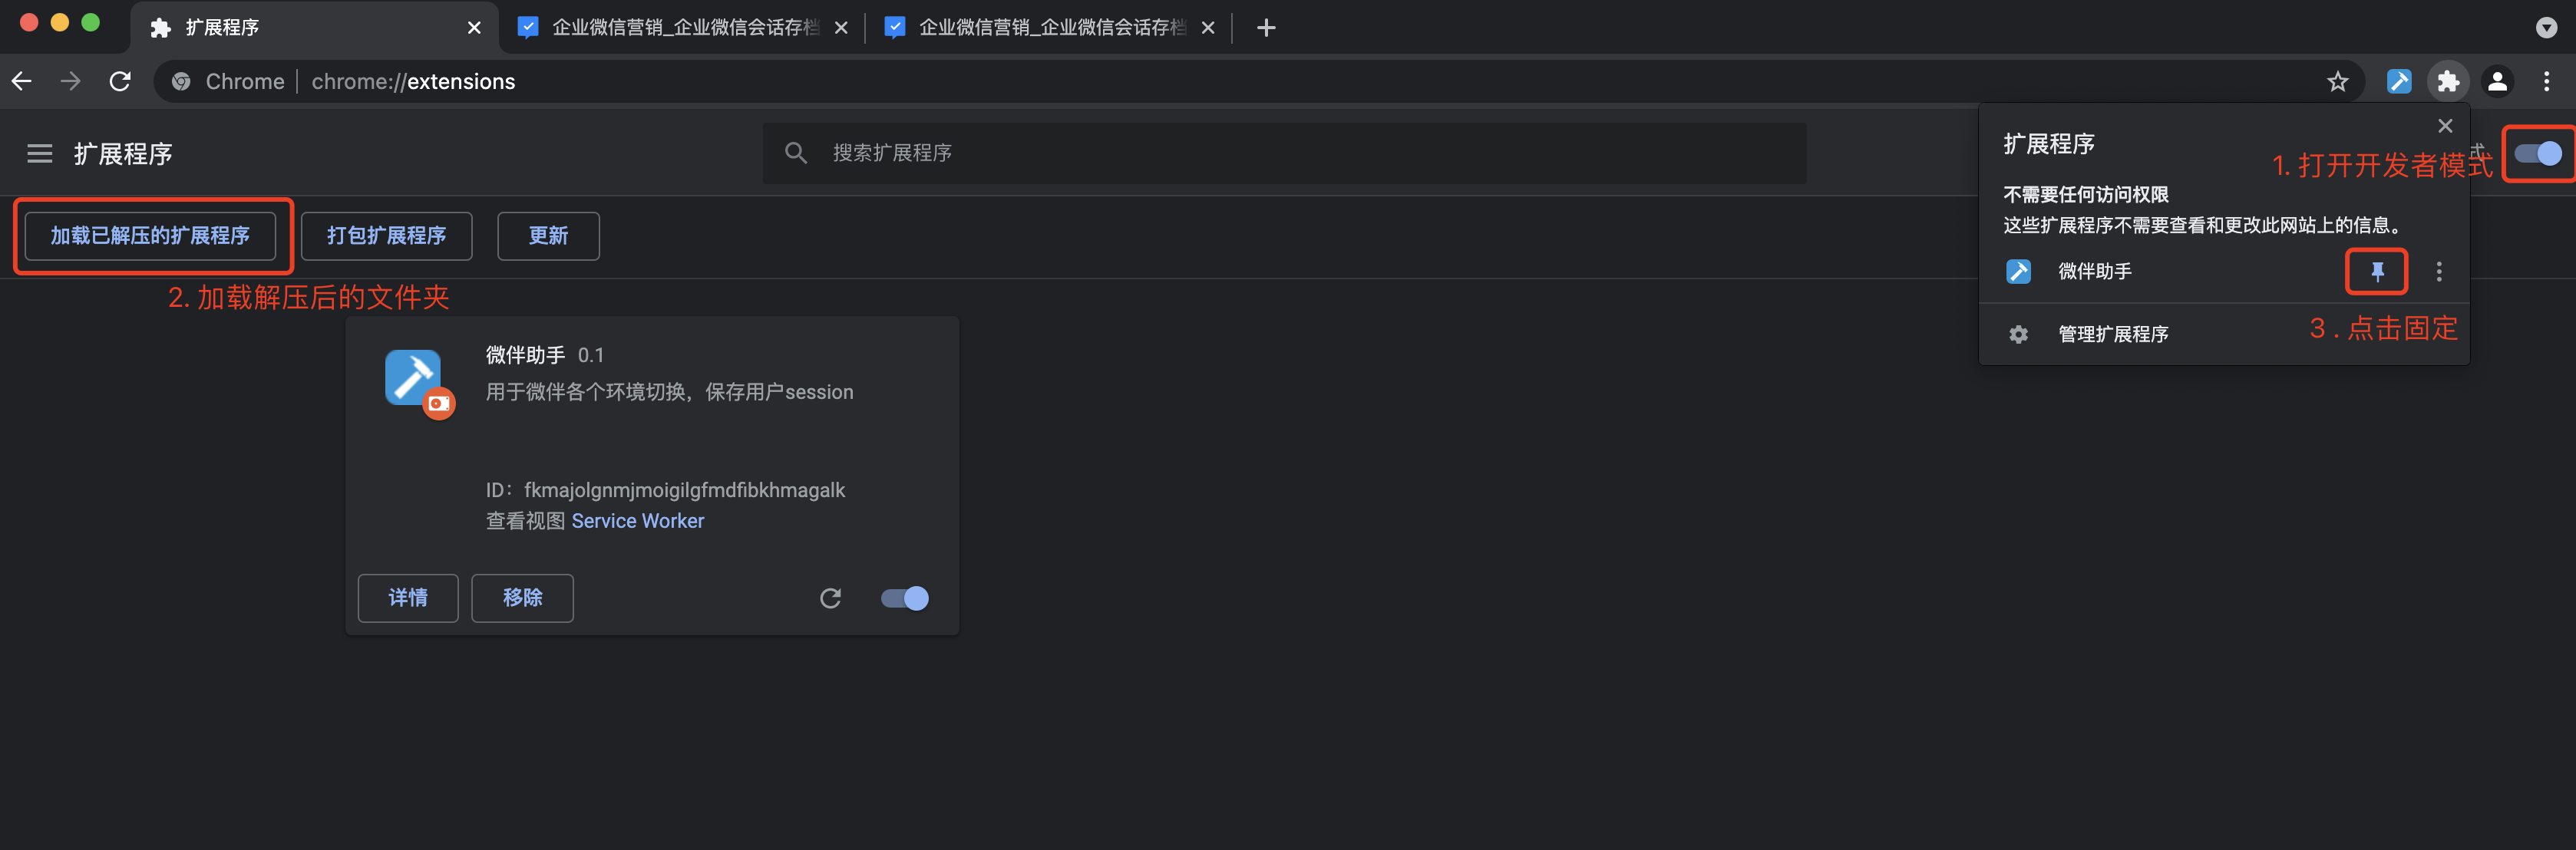 扩展程序
企业微信营销_企业微信会话存档
企业微信营销_企业微信会话存档
Chrome
chrome://extensions
扩展程序
搜索扩展程序
式
加载已解压的扩展程序
打包扩展程序
更新
2. 加载解压后的文件夹
微伴助手 0.1
用于微伴各个环境切换，保存用户session
ID：fkmajolgnmjmoigilgfmdfibkhmagalk
查看视图 Service Worker
详情
移除
扩展程序
1. 打开开发者模式
不需要任何访问权限
这些扩展程序不需要查看和更改此网站上的信息。
微伴助手
管理扩展程序
3 . 点击固定